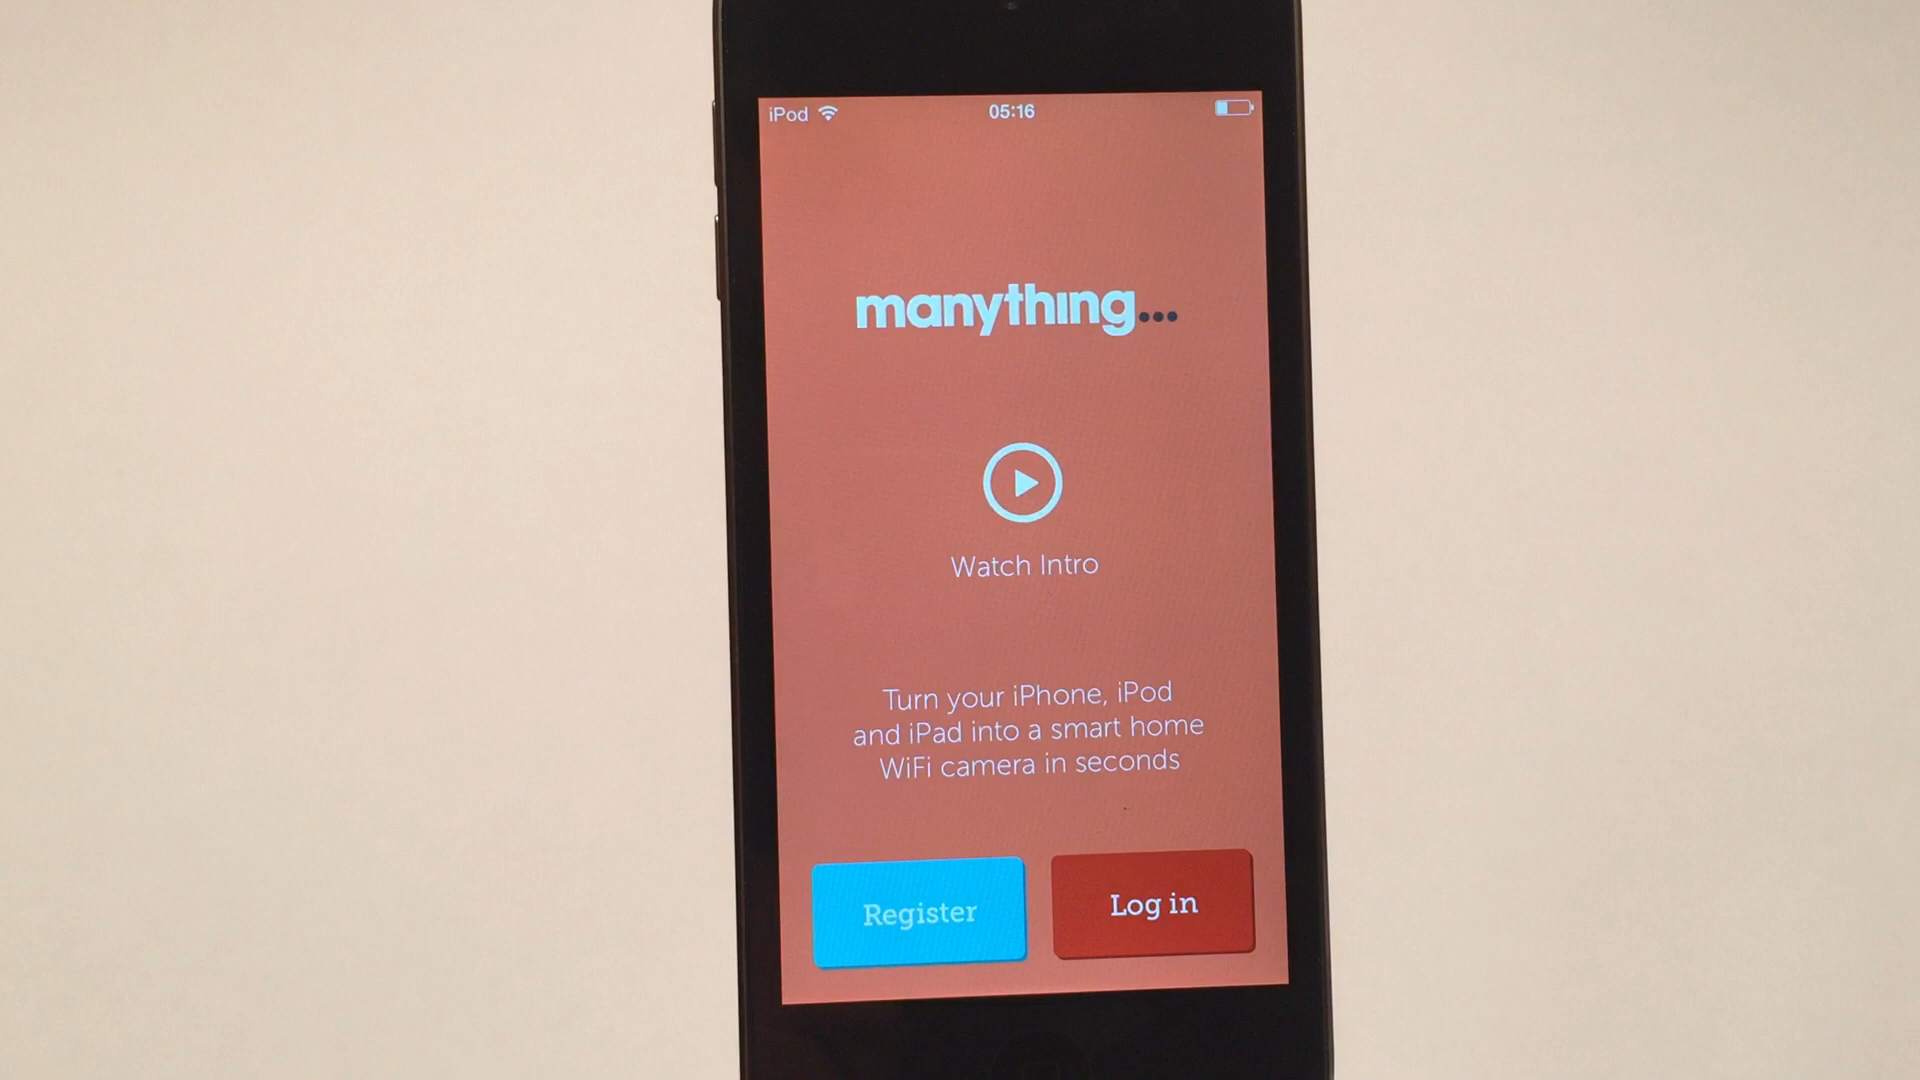 iPod 05:16
manything...
Watch Intro
Turn your iPhone, iPod
and iPad into a smart home
WiFi camera in seconds
Register Log in